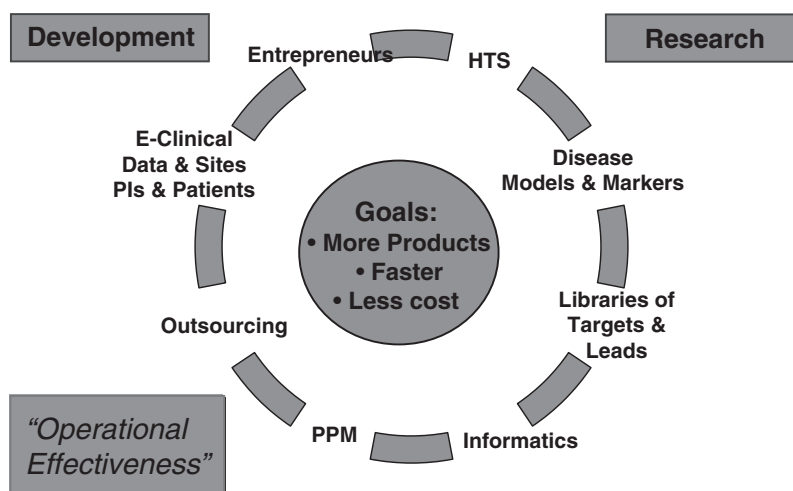 Development
Research
Entrepreneurs
HTS
E-Clinical
Data & Sites
PIs & Patients
Disease
Models & Markers
Goals:
• More Products
• Faster
• Less cost
Libraries of
Targets &
Leads
Outsourcing
PPM
Informatics
“Operational
Effectiveness”